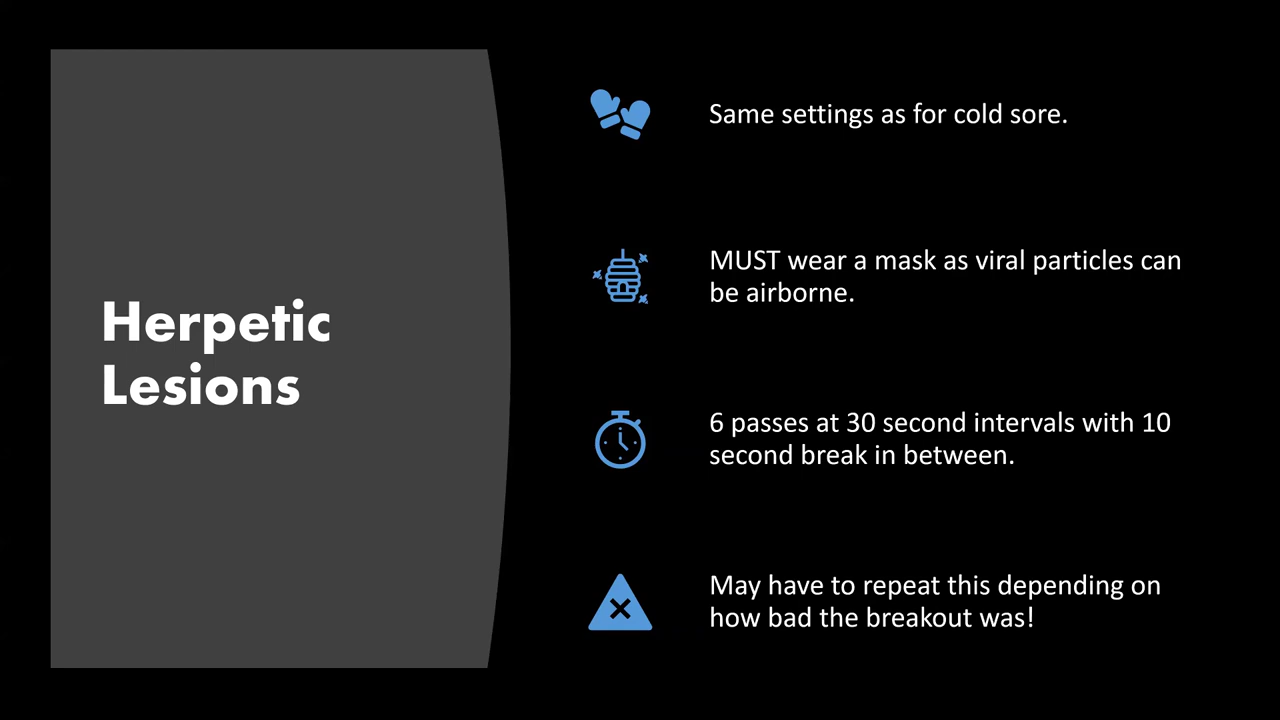 Herpetic
Lesions
Same settings as for cold sore.
MUST wear a mask as viral particles can
be airborne.
6 passes at 30 second intervals with 10
second break in between.
May have to repeat this depending on
how bad the breakout was!